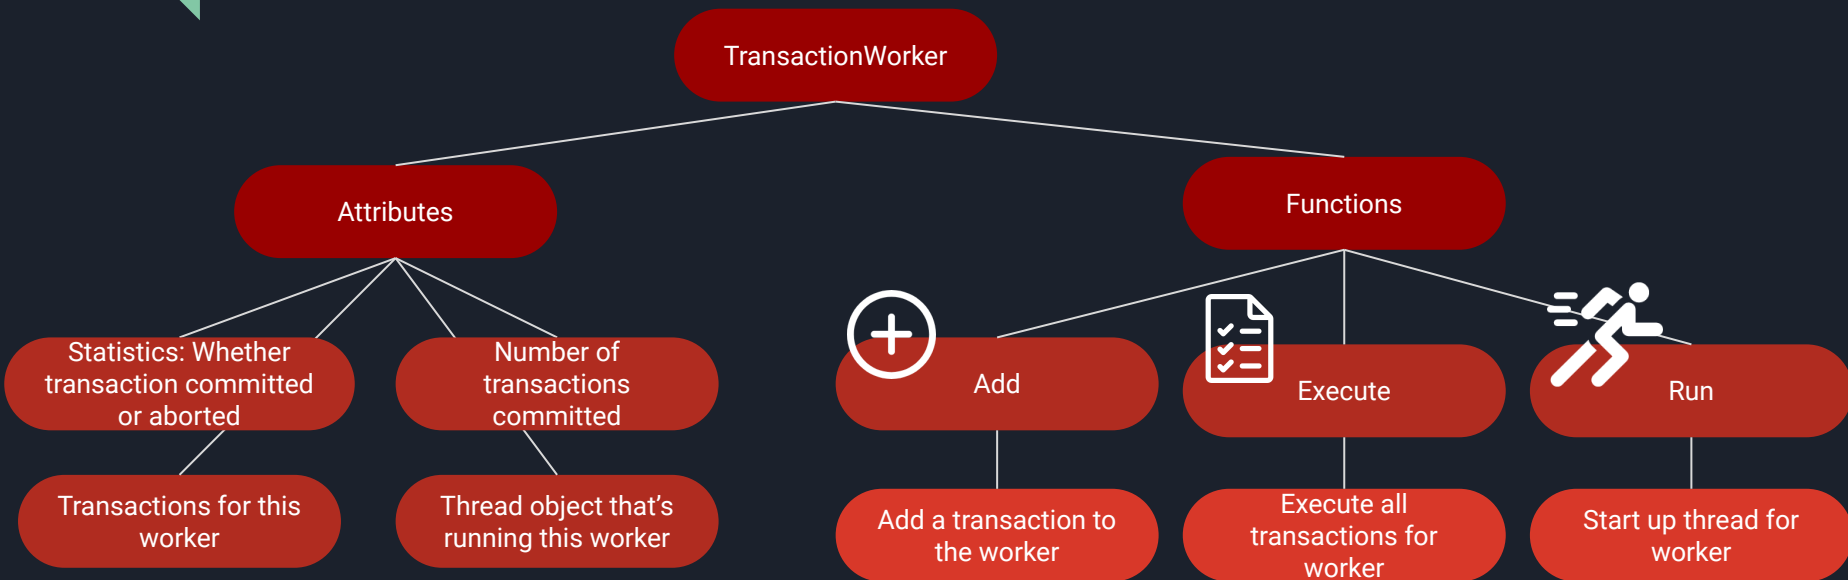 TransactionWorker
Attributes
Functions
Statistics: Whether
transaction committed
or aborted
Number of
transactions
committed
Add
Execute
Run
Transactions for this
worker
Thread object that’s
running this worker
Add a transaction to
the worker
Execute all
transactions for
worker
Start up thread for
worker